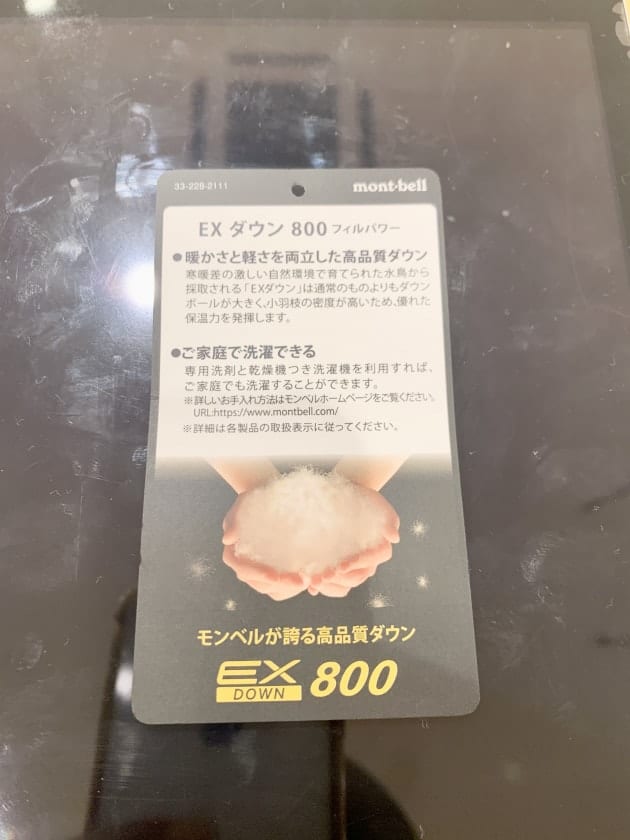 33-228-2111
mont-bell
EX ダウン 800 フィルパワー
●暖かさと軽さを両立した高品質ダウン
寒暖差の激しい自然環境で育てられた水鳥から
採取される「EXダウン」は通常のものよりもダウン
ボールが大きく、小羽枝の密度が高いため、優れた
保温力を発揮します。
●ご家庭で洗濯できる
専用洗剤と乾燥機つき洗濯機を利用すれば、
ご家庭でも洗濯することができます。
※詳しいお手入れ方法はモンベルホームページをご覧ください。
URL:https://www.montbell.com/
※詳細は各製品の取扱表示に従ってください。
モンベルが誇る高品質ダウン
EX DOWN 800